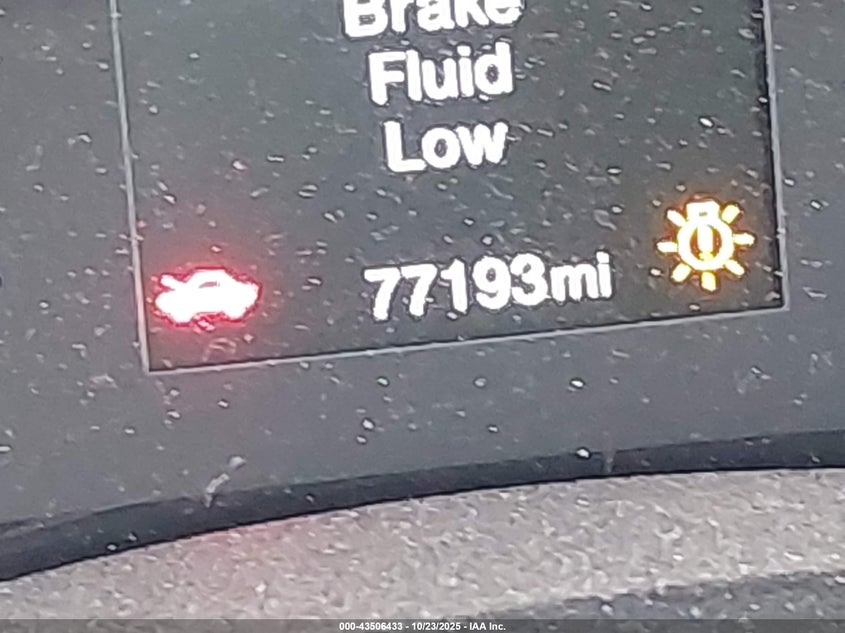 Brake
Fluid
Low
77193mi
000-43506433 - 10/23/2025 - IAA Inc.